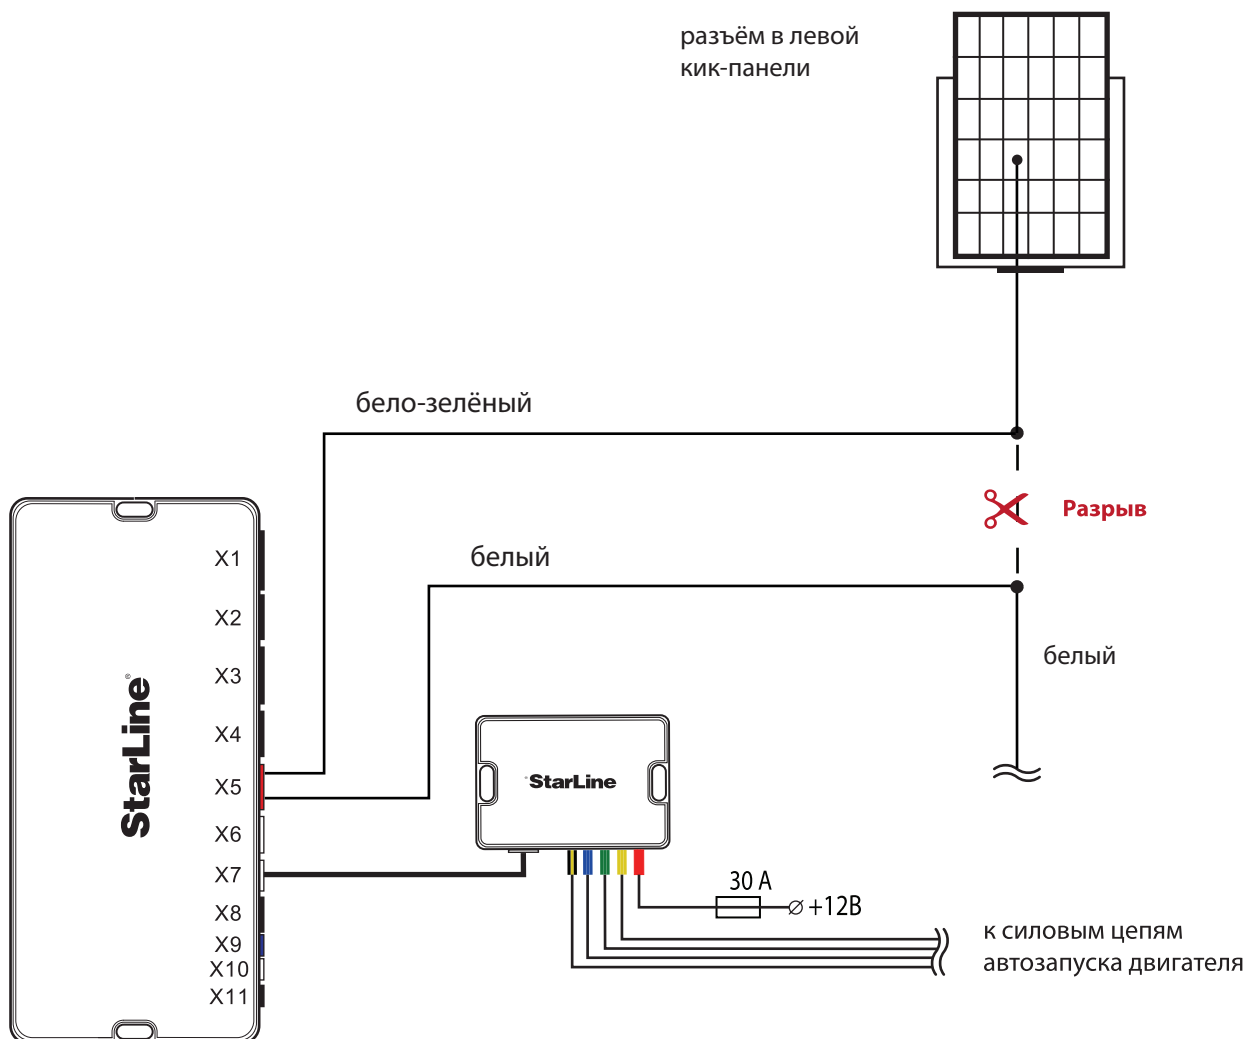 разъём в левой
кик-панели
бело-зелёный
Разрыв
белый
белый
X1
X2
X3
X4
X5
X6
X7
X8
X9
X10
X11
StarLine®
StarLine
30 А
+12В
к силовым цепям
автозапуска двигателя